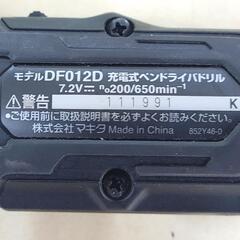 モデルDF012D 充電式ペンドライバドリル
7.2V⎓ n₀200/650min⁻¹
111991 K
⚠警告
●ご使用前に取扱説明書をよくお読みください。
株式会社マキタ Made in China 852Y46-0